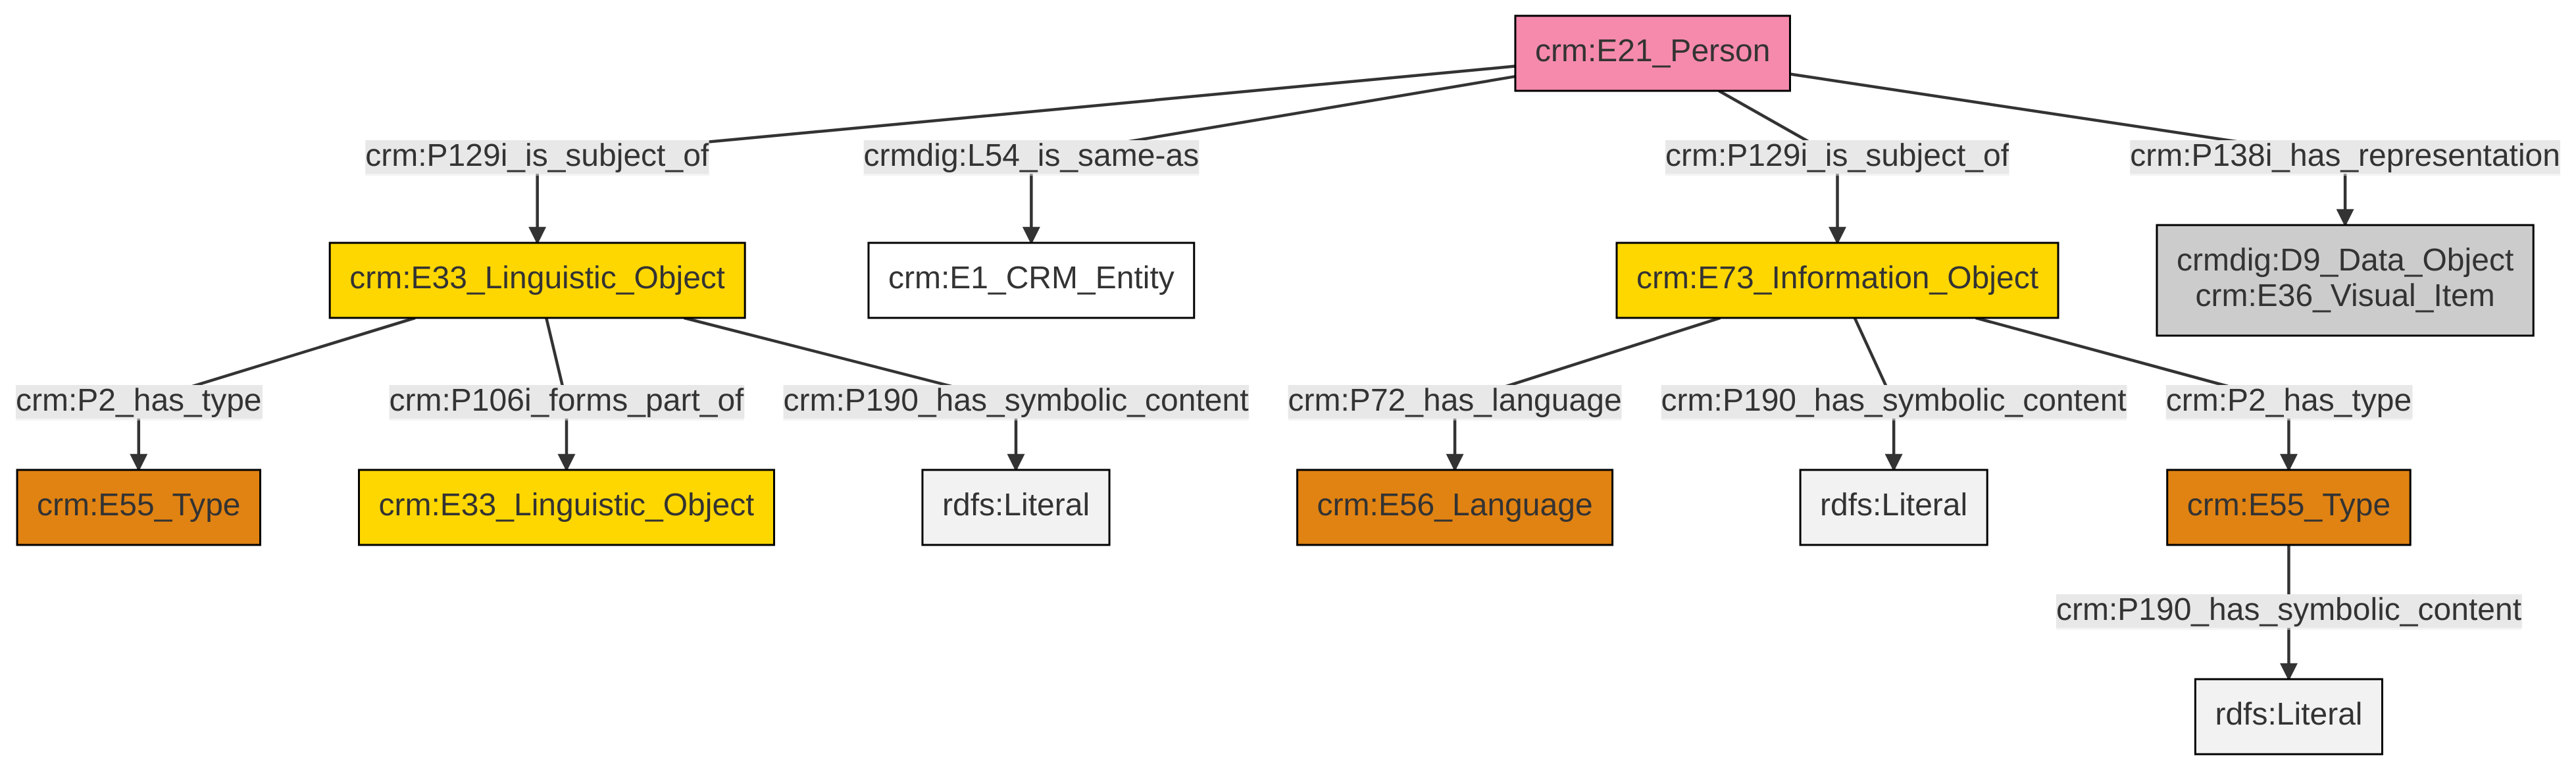 crm:E21_Person
crm:P129i_is_subject_of
crmdig:L54_is_same-as
crm:P129i_is_subject_of
crm:P138i_has_representation
crm:E33_Linguistic_Object
crm:E1_CRM_Entity
crm:E73_Information_Object
crmdig:D9_Data_Object
crm:E36_Visual_Item
crm:P2_has_type
crm:P106i_forms_part_of
crm:P190_has_symbolic_content
crm:P72_has_language
crm:P190_has_symbolic_content
crm:P2_has_type
crm:E55_Type
crm:E33_Linguistic_Object
rdfs:Literal
crm:E56_Language
rdfs:Literal
crm:E55_Type
crm:P190_has_symbolic_content
rdfs:Literal